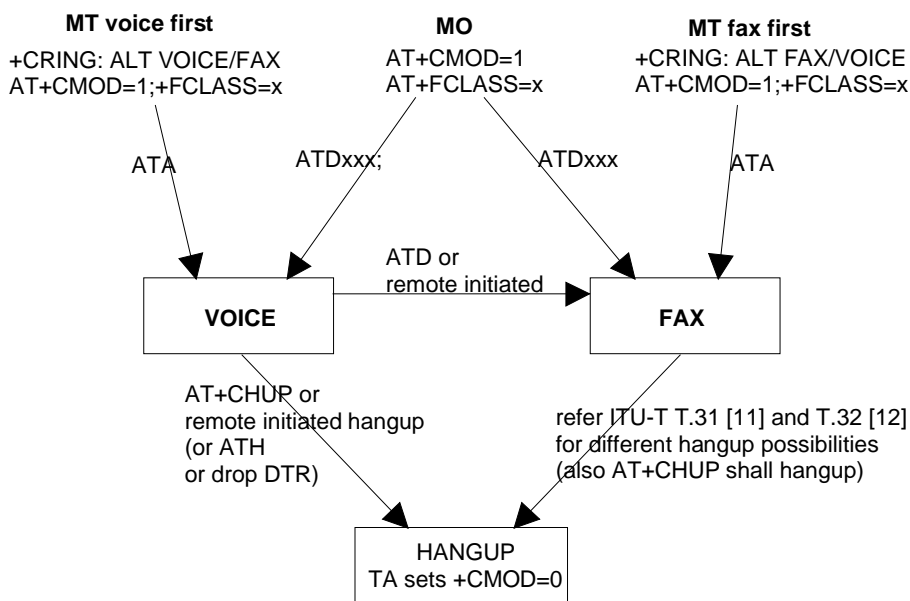 MT voice first
+CRING: ALT VOICE/FAX
AT+CMOD=1;+FCLASS=x
MO
AT+CMOD=1
AT+FCLASS=x
MT fax first
+CRING: ALT FAX/VOICE
AT+CMOD=1;+FCLASS=x
ATA
ATDxxx;
ATDxxx
ATA
ATD or
remote initiated
VOICE
FAX
AT+CHUP or
remote initiated hangup
(or ATH
or drop DTR)
refer ITU-T T.31 [11] and T.32 [12]
for different hangup possibilities
(also AT+CHUP shall hangup)
HANGUP
TA sets +CMOD=0